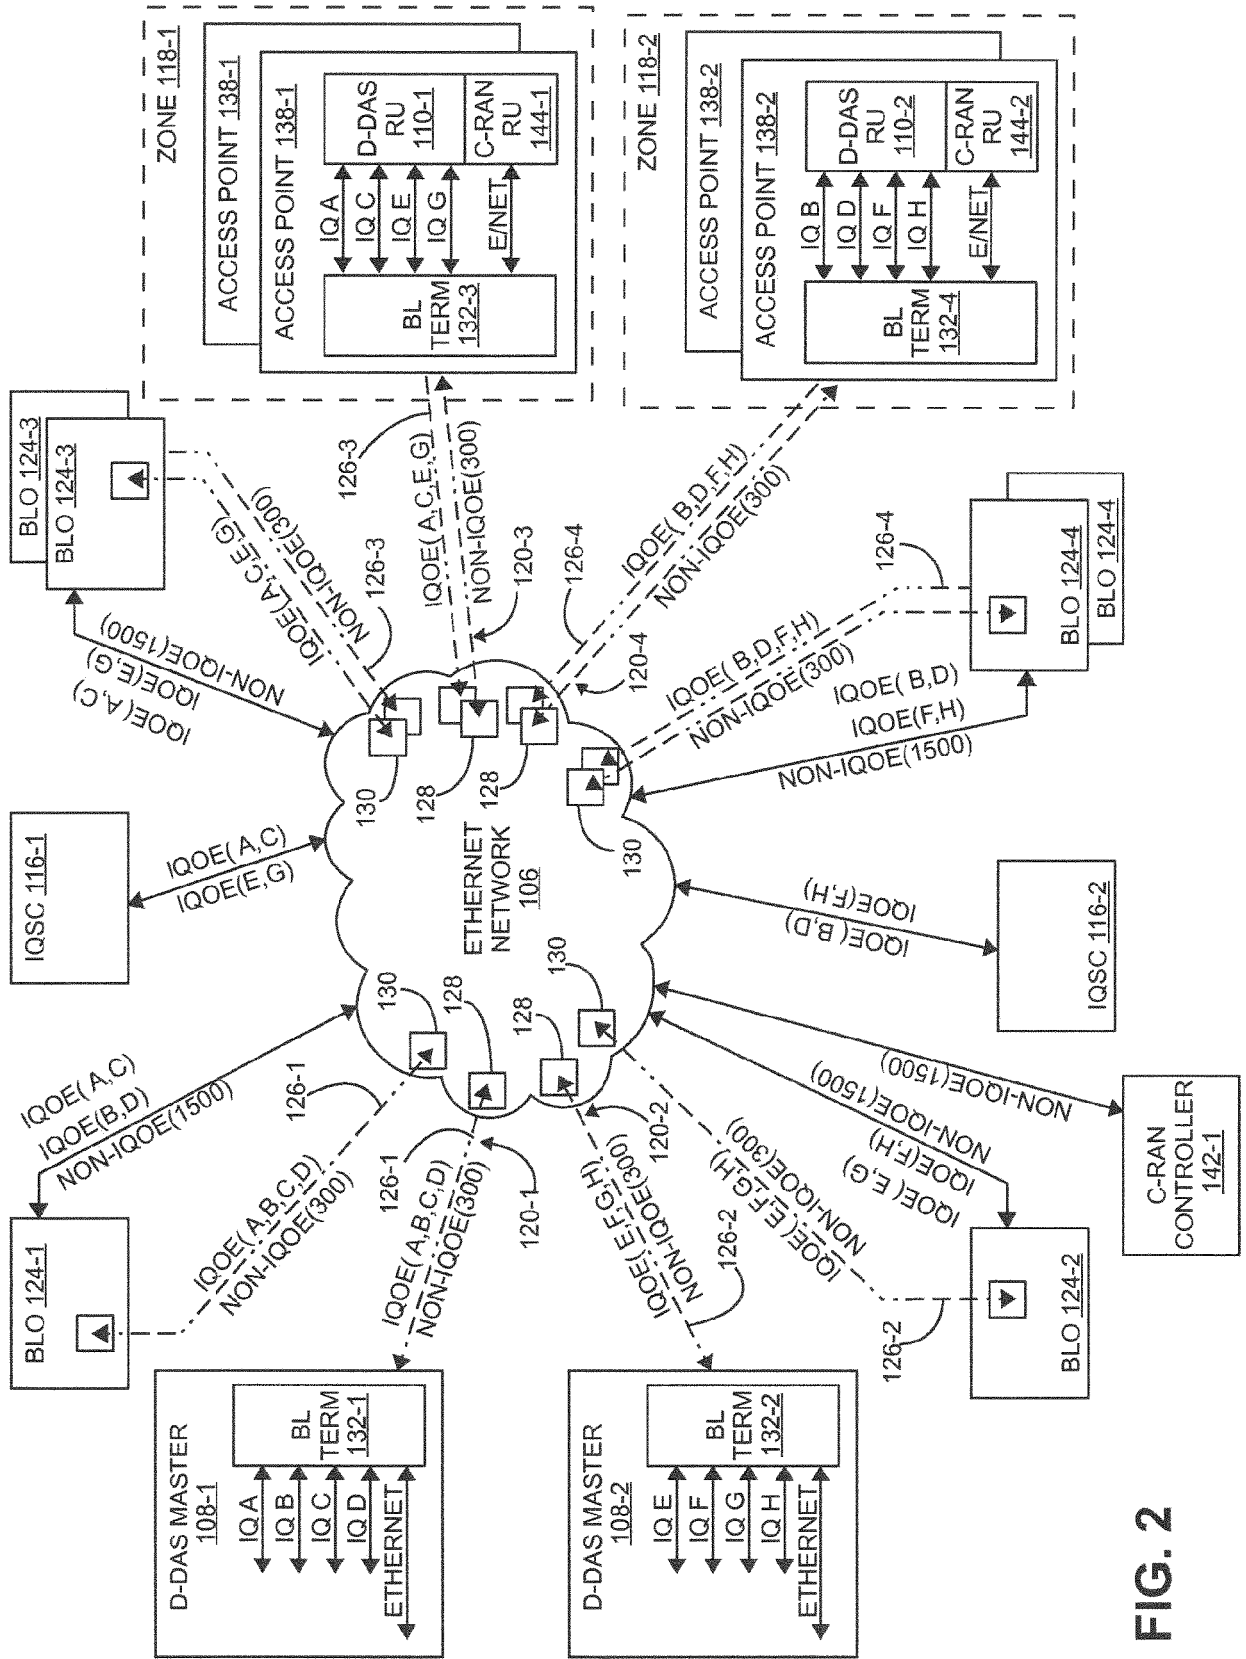 BLO 124-1
IQOE( A,C)
IQOE(B,D)
NON-IQOE(1500)
IQOE(A,B,C,D)
NON-IQOE(300)
126-1
IQSC 116-1
IQOE( A,C)
IQOE(E,G)
BLO 124-3
BLO 124-3
IQOE( A,C)
IQOE(E,G)
NON-IQOE(1500)
IQOE(A,C,E,G)
NON-IQOE(300)
126-3
ZONE 118-1
ACCESS POINT 138-1
ACCESS POINT 138-1
BL
TERM
132-3
IQ A
IQ C
IQ E
IQ G
E/NET
D-DAS
RU
110-1
C-RAN
RU
144-1
126-3
IQOE( A,C,E,G)
NON-IQOE(300)
120-3
D-DAS MASTER
108-1
IQ A
IQ B
IQ C
IQ D
ETHERNET
BL
TERM
132-1
126-1
IQOE( A,B,C,D)
NON-IQOE(300)
120-1
130
128
128
130
ETHERNET
NETWORK
106
130
128
128
130
D-DAS MASTER
108-2
IQ E
IQ F
IQ G
IQ H
ETHERNET
BL
TERM
132-2
IQOE( E,F,G,H)
NON-IQOE(300)
126-2
120-2
126-4
120-4
IQOE( B,D,F,H)
NON-IQOE(300)
ZONE 118-2
ACCESS POINT 138-2
ACCESS POINT 138-2
BL
TERM
132-4
IQ B
IQ D
IQ F
IQ H
E/NET
D-DAS
RU
110-2
C-RAN
RU
144-2
BLO 124-2
126-2
IQOE( E,F,G,H)
NON-IQOE(300)
NON-IQOE(1500)
IQOE(F,H)
IQOE( E,G)
C-RAN
CONTROLLER
142-1
NON-IQOE(1500)
IQSC 116-2
IQOE(F,H)
IQOE( B,D)
IQOE( B,D,F,H)
NON-IQOE(300)
IQOE( B,D)
IQOE(F,H)
NON-IQOE(1500)
126-4
BLO 124-4
BLO 124-4
FIG. 2